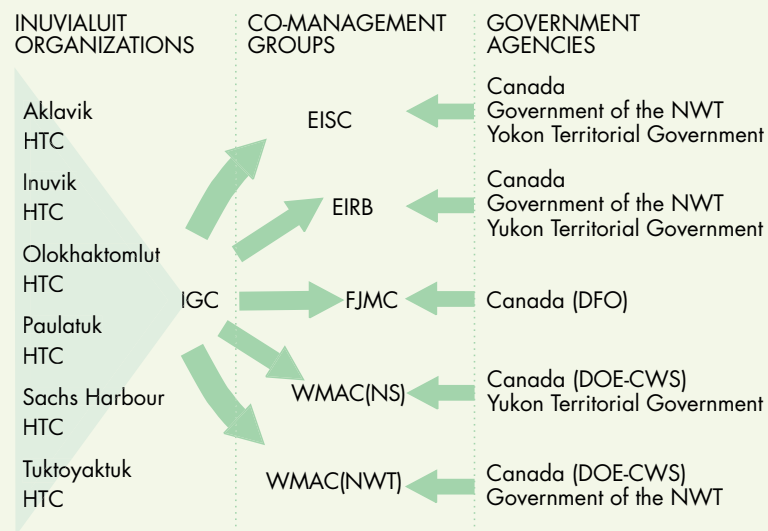 INUVIALUIT
ORGANIZATIONS
Aklavik
HTC
Inuvik
HTC
Olokhaktomlut
HTC
Paulatuk
HTC
Sachs Harbour
HTC
Tuktoyaktuk
HTC
IGC
CO-MANAGEMENT
GROUPS
EISC
EIRB
FJMC
WMAC(NS)
WMAC(NWT)
GOVERNMENT
AGENCIES
Canada
Government of the NWT
Yokon Territorial Government
Canada
Government of the NWT
Yukon Territorial Government
Canada (DFO)
Canada (DOE-CWS)
Yukon Territorial Government
Canada (DOE-CWS)
Government of the NWT